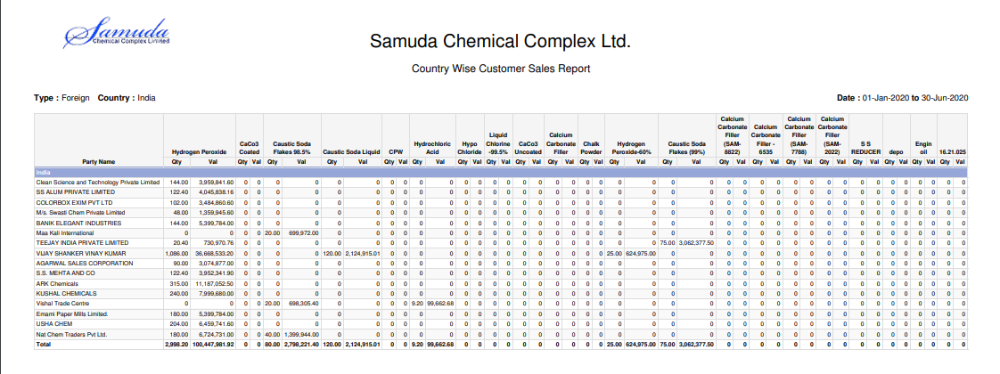 Samuda
Chemical Complex Limited
Samuda Chemical Complex Ltd.
Country Wise Customer Sales Report
Type : Foreign Country : India Date : 01-Jan-2020 to 30-Jun-2020
Party Name Hydrogen Peroxide CaCo3 Coated Caustic Soda Flakes 98.5% Caustic Soda Liquid CPW Hydrochloric Acid Hypo Chloride Liquid Chlorine -99.5% CaCo3 Uncoated Calcium Carbonate Filler Chalk Powder Hydrogen Peroxide-60% Caustic Soda Flakes (99%) Calcium Carbonate Filler (SAM-8822) Calcium Carbonate Filler - 6535 Calcium Carbonate Filler (SAM-7788) Calcium Carbonate Filler (SAM-2022) S S REDUCER depo Engin oil 16.21.025
Qty Val Qty Val Qty Val Qty Val Qty Val Qty Val Qty Val Qty Val Qty Val Qty Val Qty Val Qty Val Qty Val Qty Val Qty Val Qty Val Qty Val Qty Val Qty Val Qty Val Qty Val
India
Clean Science and Technology Private Limited 144.00 3,959,841.60 0 0 0 0 0 0 0 0 0 0 0 0 0 0 0 0 0 0 0 0 0 0 0 0 0 0 0 0 0 0 0 0 0 0 0 0 0 0 0 0
SS ALUM PRIVATE LIMITED 122.40 4,045,838.16 0 0 0 0 0 0 0 0 0 0 0 0 0 0 0 0 0 0 0 0 0 0 0 0 0 0 0 0 0 0 0 0 0 0 0 0 0 0 0 0
COLORBOX EXIM PVT LTD 102.00 3,484,860.60 0 0 0 0 0 0 0 0 0 0 0 0 0 0 0 0 0 0 0 0 0 0 0 0 0 0 0 0 0 0 0 0 0 0 0 0 0 0 0 0
M/s. Swasti Chem Private Limited 48.00 1,359,945.60 0 0 0 0 0 0 0 0 0 0 0 0 0 0 0 0 0 0 0 0 0 0 0 0 0 0 0 0 0 0 0 0 0 0 0 0 0 0 0 0
BANIK ELEGANT INDUSTRIES 144.00 5,399,784.00 0 0 0 0 0 0 0 0 0 0 0 0 0 0 0 0 0 0 0 0 0 0 0 0 0 0 0 0 0 0 0 0 0 0 0 0 0 0 0 0
Maa Kali International 0 0 0 0 20.00 699,972.00 0 0 0 0 0 0 0 0 0 0 0 0 0 0 0 0 0 0 0 0 0 0 0 0 0 0 0 0 0 0 0 0 0 0 0 0
TEEJAY INDIA PRIVATE LIMITED 20.40 730,970.76 0 0 0 0 0 0 0 0 0 0 0 0 0 0 0 0 0 0 0 0 0 0 75.00 3,062,377.50 0 0 0 0 0 0 0 0 0 0 0 0 0 0 0 0
VIJAY SHANKER VINAY KUMAR 1,086.00 36,668,533.20 0 0 0 0 120.00 2,124,915.01 0 0 0 0 0 0 0 0 0 0 0 0 0 0 25.00 624,975.00 0 0 0 0 0 0 0 0 0 0 0 0 0 0 0 0 0 0
AGARWAL SALES CORPORATION 90.00 3,074,877.00 0 0 0 0 0 0 0 0 0 0 0 0 0 0 0 0 0 0 0 0 0 0 0 0 0 0 0 0 0 0 0 0 0 0 0 0 0 0 0 0
S.S. MEHTA AND CO 122.40 3,952,341.90 0 0 0 0 0 0 0 0 0 0 0 0 0 0 0 0 0 0 0 0 0 0 0 0 0 0 0 0 0 0 0 0 0 0 0 0 0 0 0 0
ARK Chemicals 315.00 11,187,052.50 0 0 0 0 0 0 0 0 0 0 0 0 0 0 0 0 0 0 0 0 0 0 0 0 0 0 0 0 0 0 0 0 0 0 0 0 0 0 0 0
KUSHAL CHEMICALS 240.00 7,999,680.00 0 0 0 0 0 0 0 0 0 0 0 0 0 0 0 0 0 0 0 0 0 0 0 0 0 0 0 0 0 0 0 0 0 0 0 0 0 0 0 0
Vishal Trade Centre 0 0 0 0 20.00 698,305.40 0 0 0 0 9.20 99,662.68 0 0 0 0 0 0 0 0 0 0 0 0 0 0 0 0 0 0 0 0 0 0 0 0 0 0 0 0 0 0
Emami Paper Mills Limited. 180.00 5,399,784.00 0 0 0 0 0 0 0 0 0 0 0 0 0 0 0 0 0 0 0 0 0 0 0 0 0 0 0 0 0 0 0 0 0 0 0 0 0 0 0 0
USHA CHEM 204.00 6,459,741.60 0 0 0 0 0 0 0 0 0 0 0 0 0 0 0 0 0 0 0 0 0 0 0 0 0 0 0 0 0 0 0 0 0 0 0 0 0 0 0 0
Nat Chem Traders Pvt Ltd. 180.00 6,724,731.00 0 0 40.00 1,399,944.00 0 0 0 0 0 0 0 0 0 0 0 0 0 0 0 0 0 0 0 0 0 0 0 0 0 0 0 0 0 0 0 0 0 0 0 0
Total 2,998.20 100,447,981.92 0 0 80.00 2,798,221.40 120.00 2,124,915.01 0 0 9.20 99,662.68 0 0 0 0 0 0 0 0 0 0 25.00 624,975.00 75.00 3,062,377.50 0 0 0 0 0 0 0 0 0 0 0 0 0 0 0 0